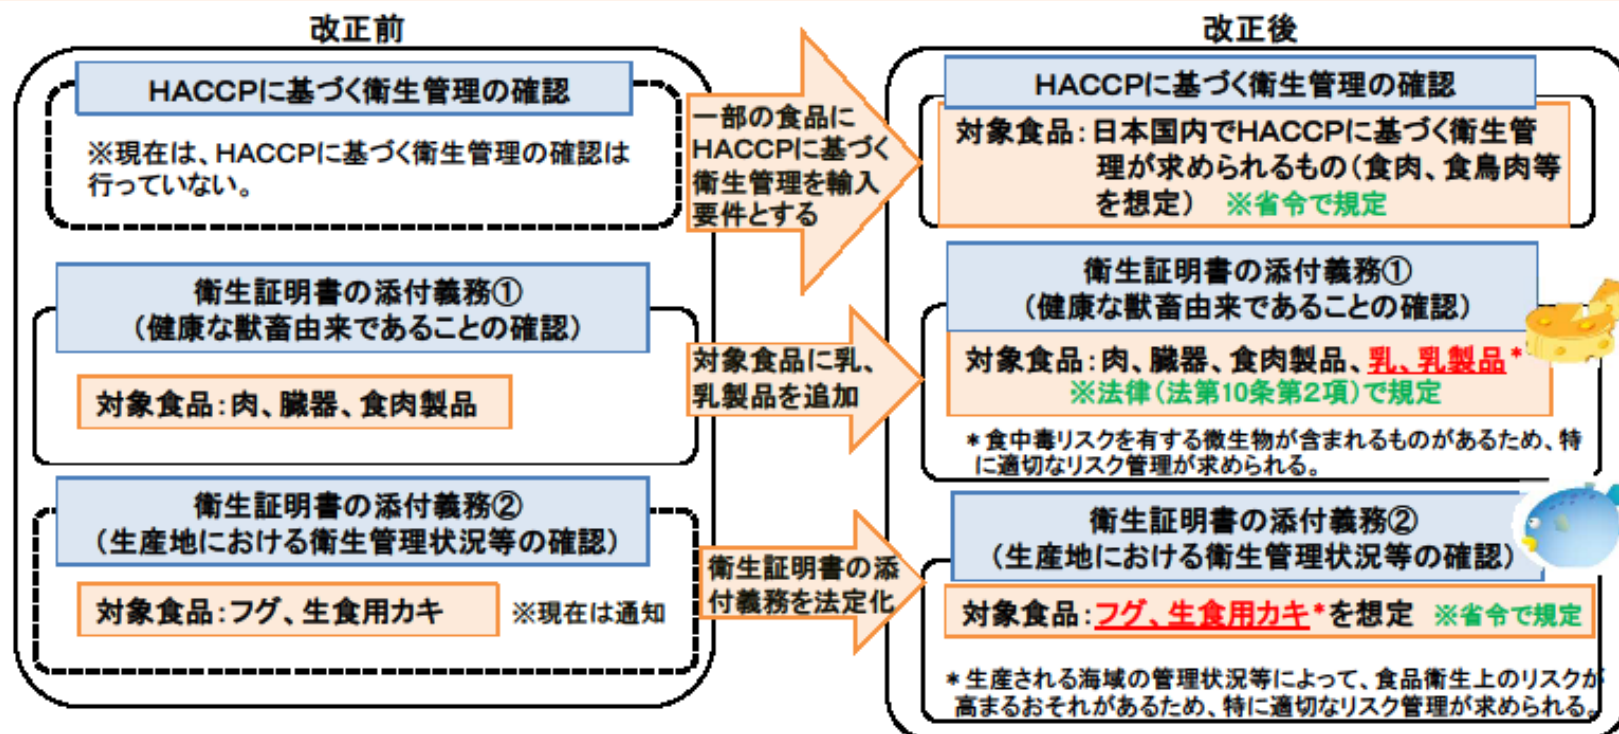 改正前
HACCPに基づく衛生管理の確認
※現在は、HACCPに基づく衛生管理の確認は
行っていない。
衛生証明書の添付義務①
（健康な獣畜由来であることの確認）
対象食品：肉、臓器、食肉製品
衛生証明書の添付義務②
（生産地における衛生管理状況等の確認）
対象食品：フグ、生食用カキ
※現在は通知
一部の食品に
HACCPに基づく
衛生管理を輸入
要件とする
対象食品に乳、
乳製品を追加
衛生証明書の添
付義務を法定化
改正後
HACCPに基づく衛生管理の確認
対象食品：日本国内でHACCPに基づく衛生管
理が求められるもの（食肉、食鳥肉等
を想定） ※省令で規定
衛生証明書の添付義務①
（健康な獣畜由来であることの確認）
対象食品：肉、臓器、食肉製品、乳、乳製品*
※法律（法第10条第２項）で規定
* 食中毒リスクを有する微生物が含まれるものがあるため、特
に適切なリスク管理が求められる。
衛生証明書の添付義務②
（生産地における衛生管理状況等の確認）
対象食品：フグ、生食用カキ*を想定 ※省令で規定
* 生産される海域の管理状況等によって、食品衛生上のリスクが
高まるおそれがあるため、特に適切なリスク管理が求められる。